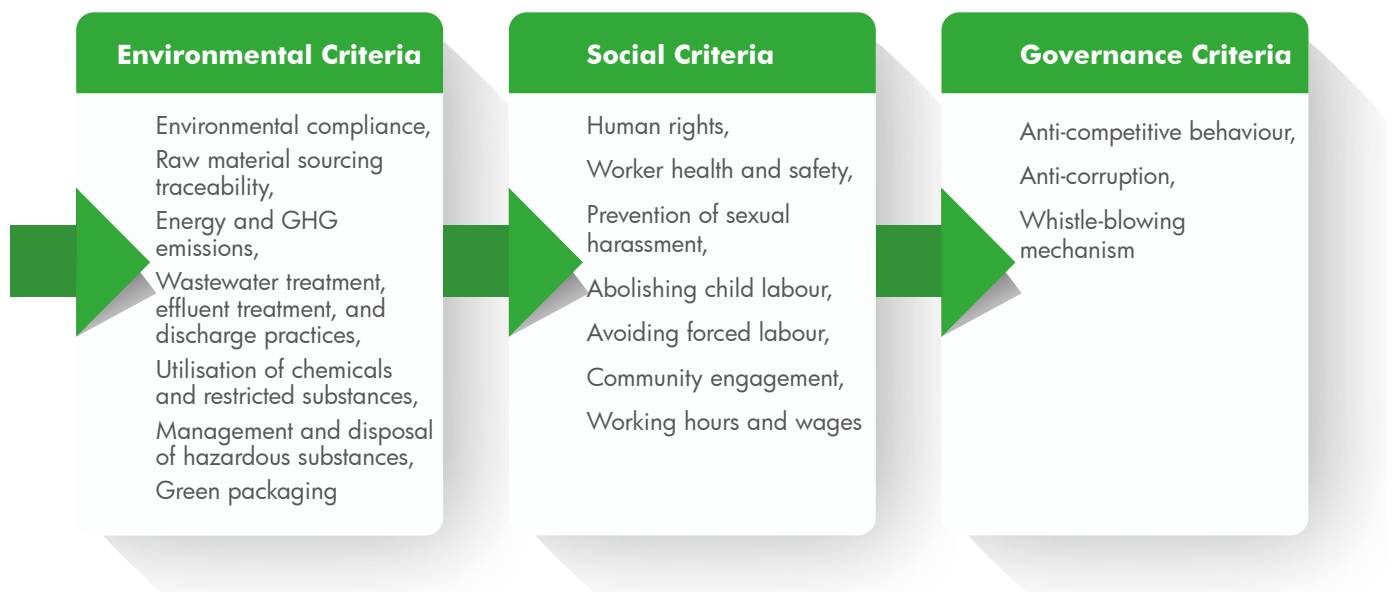 Environmental Criteria
Environmental compliance,
Raw material sourcing
traceability,
Energy and GHG
emissions,
Wastewater treatment,
effluent treatment, and
discharge practices,
Utilisation of chemicals
and restricted substances,
Management and disposal
of hazardous substances,
Green packaging
Social Criteria
Human rights,
Worker health and safety,
Prevention of sexual
harassment,
Abolishing child labour,
Avoiding forced labour,
Community engagement,
Working hours and wages
Governance Criteria
Anti-competitive behaviour,
Anti-corruption,
Whistle-blowing
mechanism